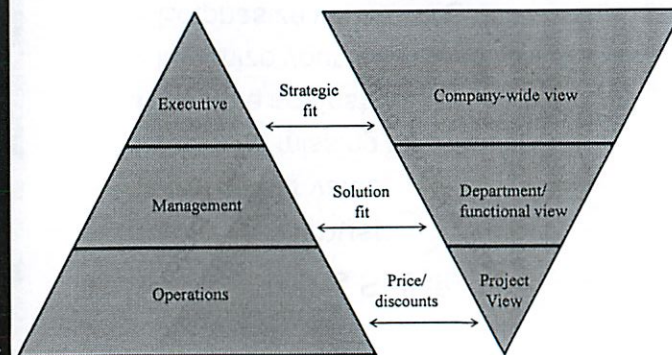 Executive
Strategic
fit
Company-wide view
Management
Solution
fit
Department/
functional view
Operations
Price/
discounts
Project
View